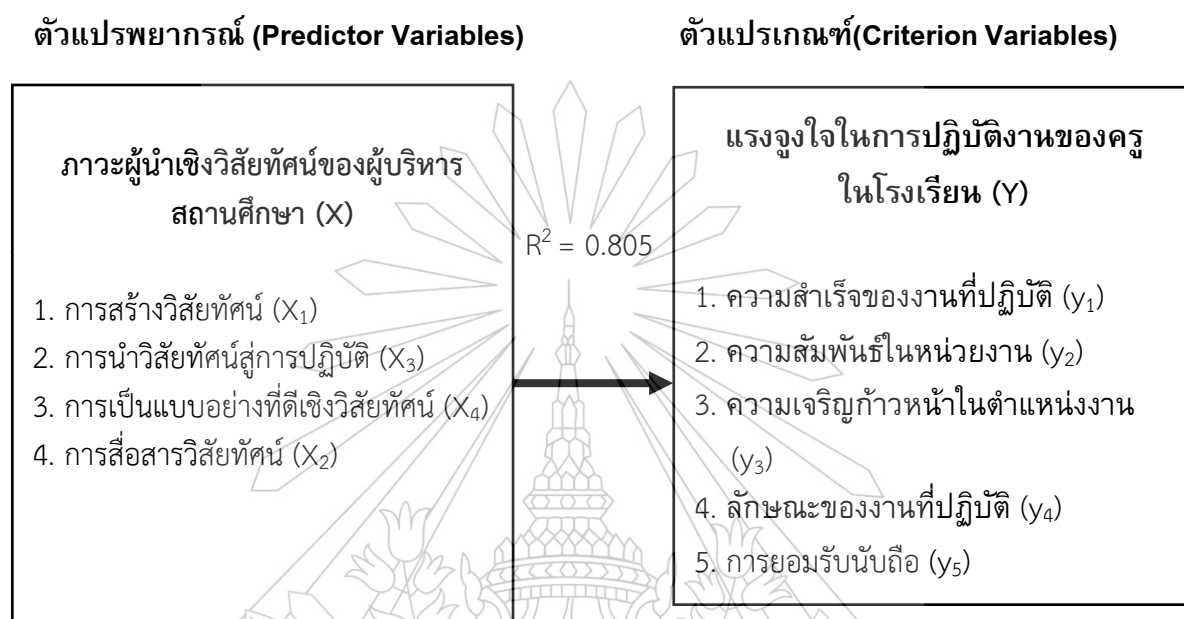 ตัวแปรพยากรณ์ (Predictor Variables)
ตัวแปรเกณฑ์(Criterion Variables)
ภาวะผู้นำเชิงวิสัยทัศน์ของผู้บริหาร
สถานศึกษา (X)
1. การสร้างวิสัยทัศน์ (X₁)
2. การนำวิสัยทัศน์สู่การปฏิบัติ (X₃)
3. การเป็นแบบอย่างที่ดีเชิงวิสัยทัศน์ (X₄)
4. การสื่อสารวิสัยทัศน์ (X₂)
R² = 0.805
แรงจูงใจในการปฏิบัติงานของครู
ในโรงเรียน (Y)
1. ความสำเร็จของงานที่ปฏิบัติ (y₁)
2. ความสัมพันธ์ในหน่วยงาน (y₂)
3. ความเจริญก้าวหน้าในตำแหน่งงาน
(y₃)
4. ลักษณะของงานที่ปฏิบัติ (y₄)
5. การยอมรับนับถือ (y₅)